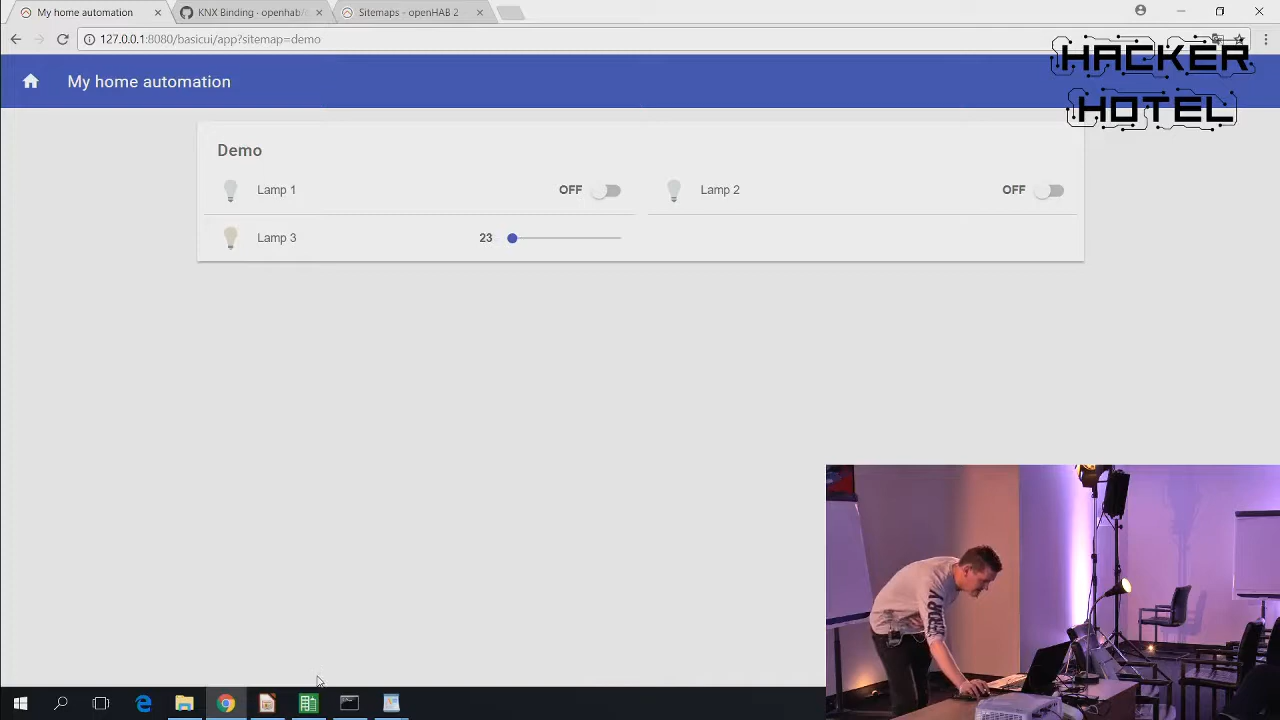 My home automation
KNX Binding · openhab/
Sitemaps - openHAB 2
127.0.0.1:8080/basicui/app?sitemap=demo
HACKER
HOTEL
My home automation
Demo
Lamp 1
OFF
Lamp 2
OFF
Lamp 3
23